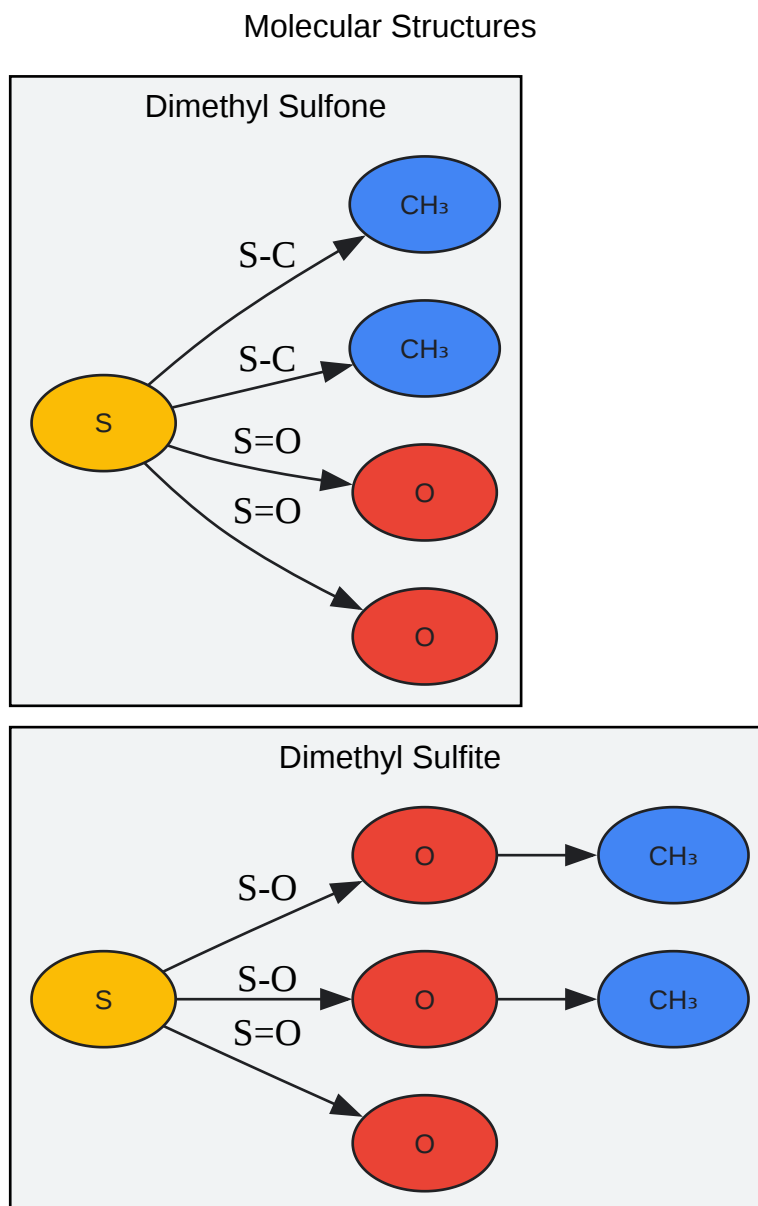 Molecular Structures
Dimethyl Sulfone
CH₃
S-C
CH₃
S-C
S
S=O
O
S=O
O
Dimethyl Sulfite
O
CH₃
S-O
S
S-O
O
CH₃
S=O
O